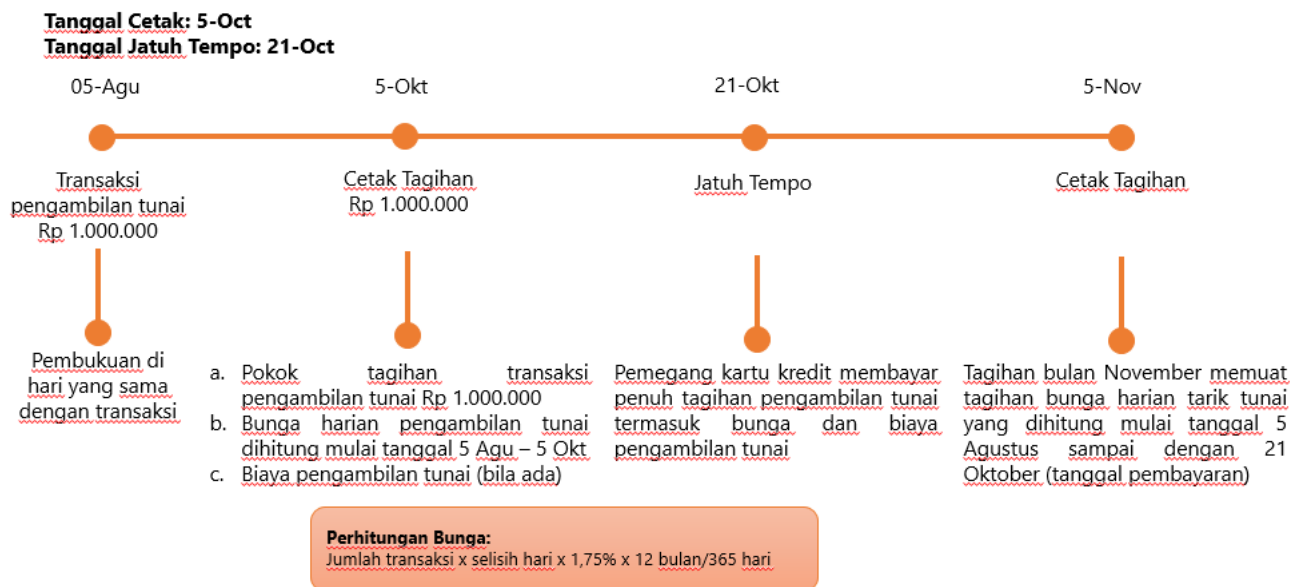 Tanggal Cetak: 5-Oct
Tanggal Jatuh Tempo: 21-Oct
05-Agu
5-Okt
21-Okt
5-Nov
Transaksi
pengambilan tunai
Rp 1.000.000
Cetak Tagihan
Rp 1.000.000
Jatuh Tempo
Cetak Tagihan
Pembukuan di
hari yang sama
dengan transaksi
a. Pokok tagihan transaksi
pengambilan tunai Rp 1.000.000
b. Bunga harian pengambilan tunai
dihitung mulai tanggal 5 Agu – 5 Okt
c. Biaya pengambilan tunai (bila ada)
Pemegang kartu kredit membayar
penuh tagihan pengambilan tunai
termasuk bunga dan biaya
pengambilan tunai
Tagihan bulan November memuat
tagihan bunga harian tarik tunai
yang dihitung mulai tanggal 5
Agustus sampai dengan 21
Oktober (tanggal pembayaran)
Perhitungan Bunga:
Jumlah transaksi x selisih hari x 1,75% x 12 bulan/365 hari